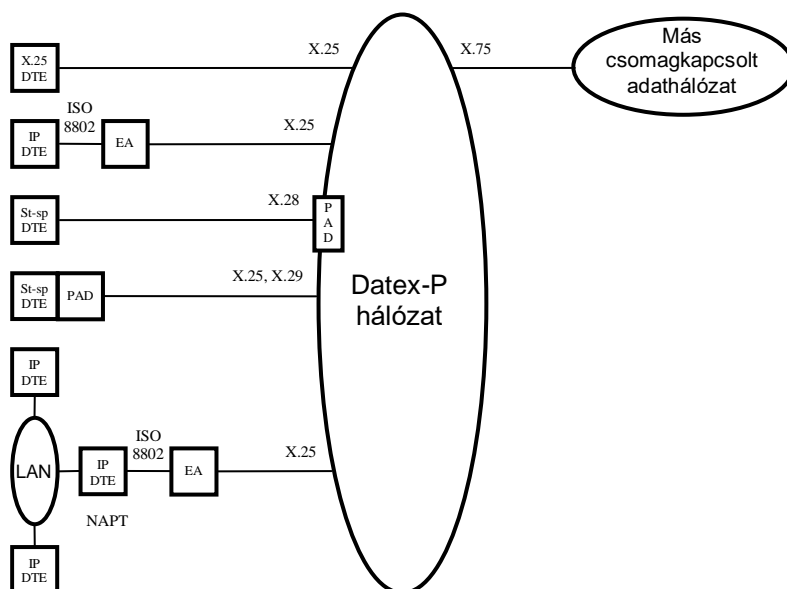 X.25
DTE
X.25
X.75
Más
csomagkapcsolt
adathálózat
ISO
8802
IP
DTE
EA
X.25
St-sp
DTE
X.28
P
A
D
St-sp
DTE
PAD
X.25, X.29
Datex-P
hálózat
IP
DTE
LAN
IP
DTE
ISO
8802
EA
X.25
NAPT
IP
DTE